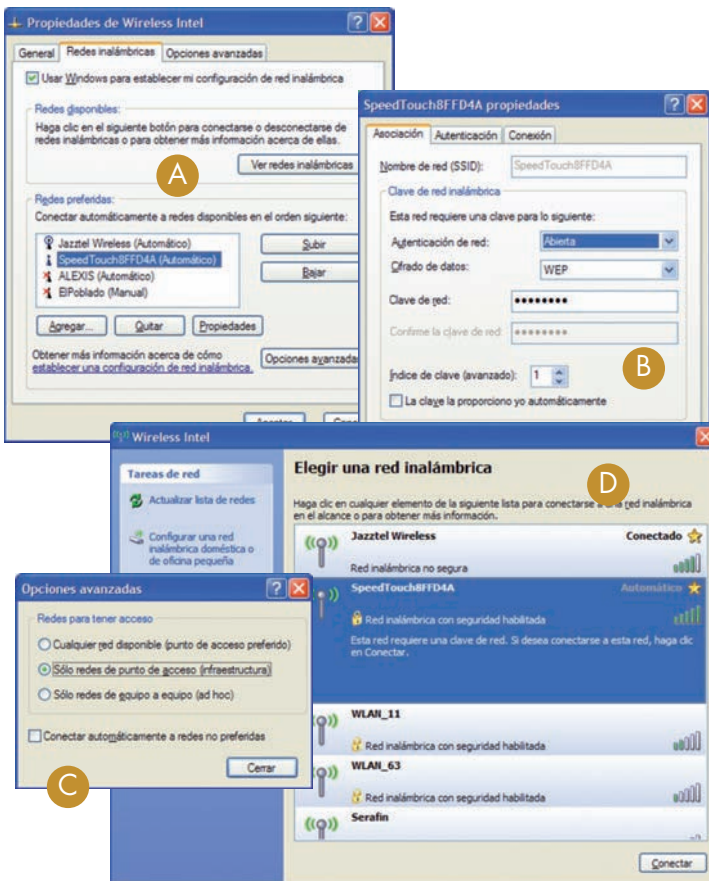 Propiedades de Wireless Intel
General Redes inalámbricas Opciones avanzadas
Usar Windows para establecer mi configuración de red inalámbrica
Redes disponibles:
Haga clic en el siguiente botón para conectarse o desconectarse de
redes inalámbricas o para obtener más información acerca de ellas.
A
Ver redes inalámbricas
Redes preferidas:
Conectar automáticamente a redes disponibles en el orden siguiente:
Jazztel Wireless (Automático)
SpeedTouch8FFD4A (Automático)
ALEXIS (Automático)
ElPoblado (Manual)
Subir
Bajar
Agregar... Quitar Propiedades
Obtener más información acerca de cómo
establecer una configuración de red inalámbrica.
Opciones avanzadas
SpeedTouch8FFD4A propiedades
Asociación Autenticación Conexión
Nombre de red (SSID): SpeedTouch8FFD4A
Clave de red inalámbrica
Esta red requiere una clave para lo siguiente:
Autenticación de red: Abierta
Cifrado de datos: WEP
Clave de red: ••••••••
Confirme la clave de red: ••••••••
Índice de clave (avanzado): 1
B
La clave la proporciono yo automáticamente
Wireless Intel
Tareas de red
Actualizar lista de redes
Configurar una red
inalámbrica doméstica o
de oficina pequeña
Elegir una red inalámbrica
D
Haga clic en cualquier elemento de la siguiente lista para conectarse a una red inalámbrica
en el alcance o para obtener más información.
Jazztel Wireless Conectado
Red inalámbrica no segura
SpeedTouch8FFD4A Automático
Red inalámbrica con seguridad habilitada
Esta red requiere una clave de red. Si desea conectarse a esta red, haga clic
en Conectar.
WLAN_11
Red inalámbrica con seguridad habilitada
WLAN_63
Red inalámbrica con seguridad habilitada
Serafin
Conectar
Opciones avanzadas
Redes para tener acceso
Cualquier red disponible (punto de acceso preferido)
Sólo redes de punto de acceso (infraestructura)
Sólo redes de equipo a equipo (ad hoc)
Conectar automáticamente a redes no preferidas
Cerrar
C